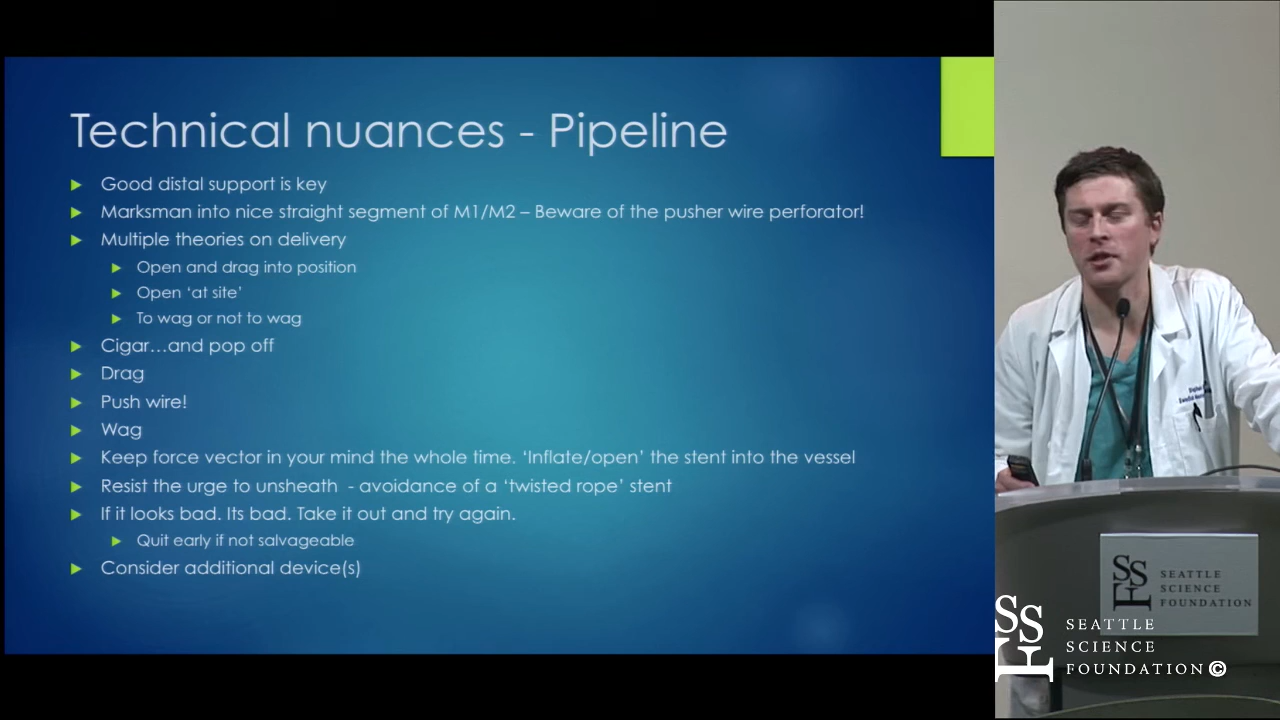 Technical nuances - Pipeline
Good distal support is key
Marksman into nice straight segment of M1/M2 – Beware of the pusher wire perforator!
Multiple theories on delivery
Open and drag into position
Open ‘at site’
To wag or not to wag
Cigar…and pop off
Drag
Push wire!
Wag
Keep force vector in your mind the whole time. ‘Inflate/open’ the stent into the vessel
Resist the urge to unsheath - avoidance of a ‘twisted rope’ stent
If it looks bad. Its bad. Take it out and try again.
Quit early if not salvageable
Consider additional device(s)
SSF
SEATTLE
SCIENCE
FOUNDATION
SSF
SEATTLE
SCIENCE
FOUNDATION©